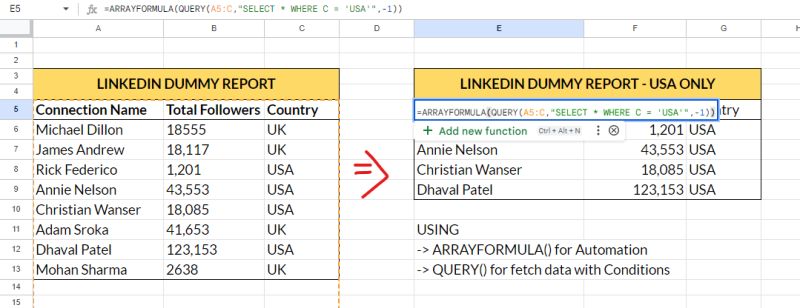 E5 fx =ARRAYFORMULA(QUERY(A5:C,"SELECT * WHERE C = 'USA'",-1))
A B C D E F G H
1
2
3
4
LINKEDIN DUMMY REPORT LINKEDIN DUMMY REPORT - USA ONLY
5 Connection Name Total Followers Country =ARRAYFORMULA(QUERY(A5:C,"SELECT * WHERE C = 'USA'",-1)) ntry
6 Michael Dillon 18555 UK + Add new function Ctrl + Alt + N 1,201 USA
7 James Andrew 18,117 UK Annie Nelson 43,553 USA
8 Rick Federico 1,201 USA Christian Wanser 18,085 USA
9 Annie Nelson 43,553 USA Dhaval Patel 123,153 USA
10 Christian Wanser 18,085 USA
11 Adam Sroka 41,653 UK USING
12 Dhaval Patel 123,153 USA -> ARRAYFORMULA() for Automation
13 Mohan Sharma 2638 UK -> QUERY() for fetch data with Conditions
14
15